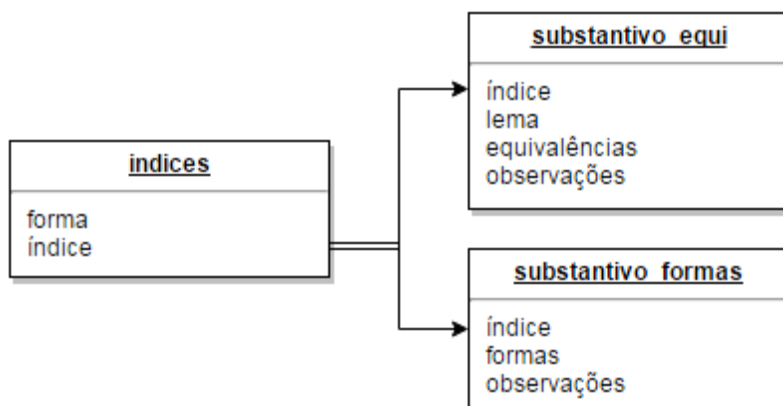 indices
forma
índice
substantivo_equi
índice
lema
equivalências
observações
substantivo_formas
índice
formas
observações